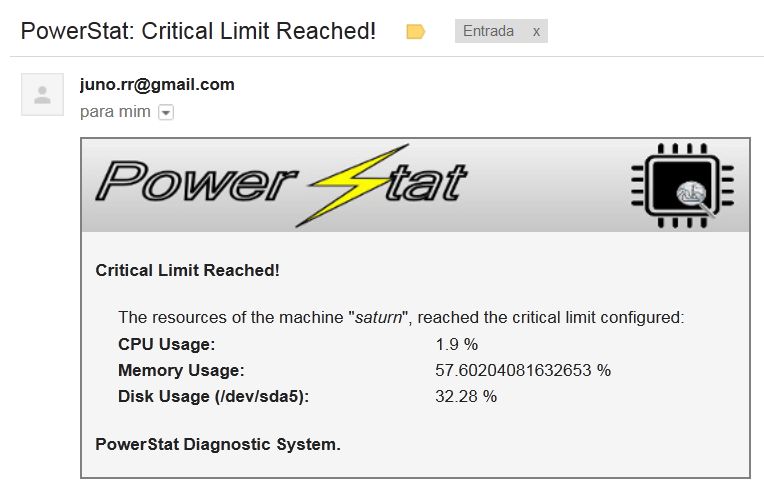 PowerStat: Critical Limit Reached!
Entrada x
juno.rr@gmail.com
para mim
Power Stat
Critical Limit Reached!
The resources of the machine "saturn", reached the critical limit configured:
CPU Usage: 1.9 %
Memory Usage: 57.60204081632653 %
Disk Usage (/dev/sda5): 32.28 %
PowerStat Diagnostic System.